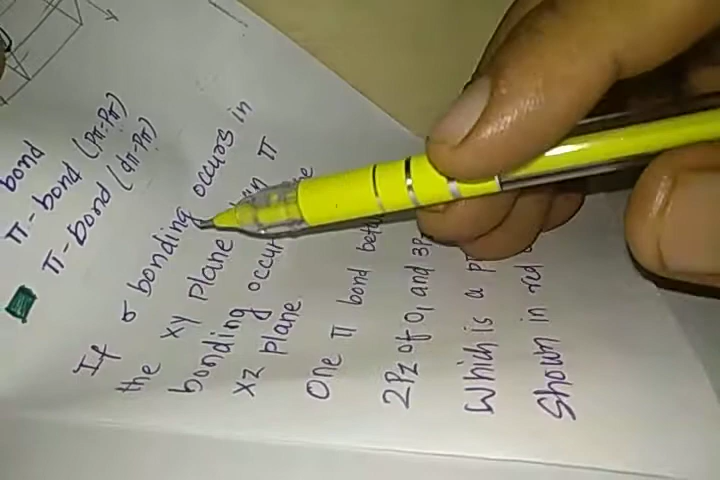 bond
π-bond (Pπ-Pπ)
π-bond (dπ-Pπ)
If σ bonding occurs in
the xy plane π
bonding occur
xz plane
One π bond
2Pz of O1 and 3P
Which is a
Shown in red